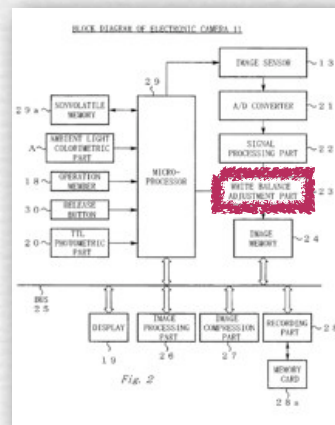 BLOCK DIAGRAM OF ELECTRONIC CAMERA 11
29
IMAGE SENSOR
13
29a
NONVOLATILE
MEMORY
A/D CONVERTER
21
A
AMBIENT LIGHT
COLORIMETRIC
PART
SIGNAL
PROCESSING PART
22
18
OPERATION
MEMBER
MICRO-
PROCESSOR
WHITE BALANCE
ADJUSTMENT PART
23
30
RELEASE
BUTTON
20
TTL
PHOTOMETRIC
PART
IMAGE
MEMORY
24
BUS
25
DISPLAY
19
IMAGE
PROCESSING
PART
26
IMAGE
COMPRESSION
PART
27
RECORDING
PART
MEMORY
CARD
28a
Fig. 2